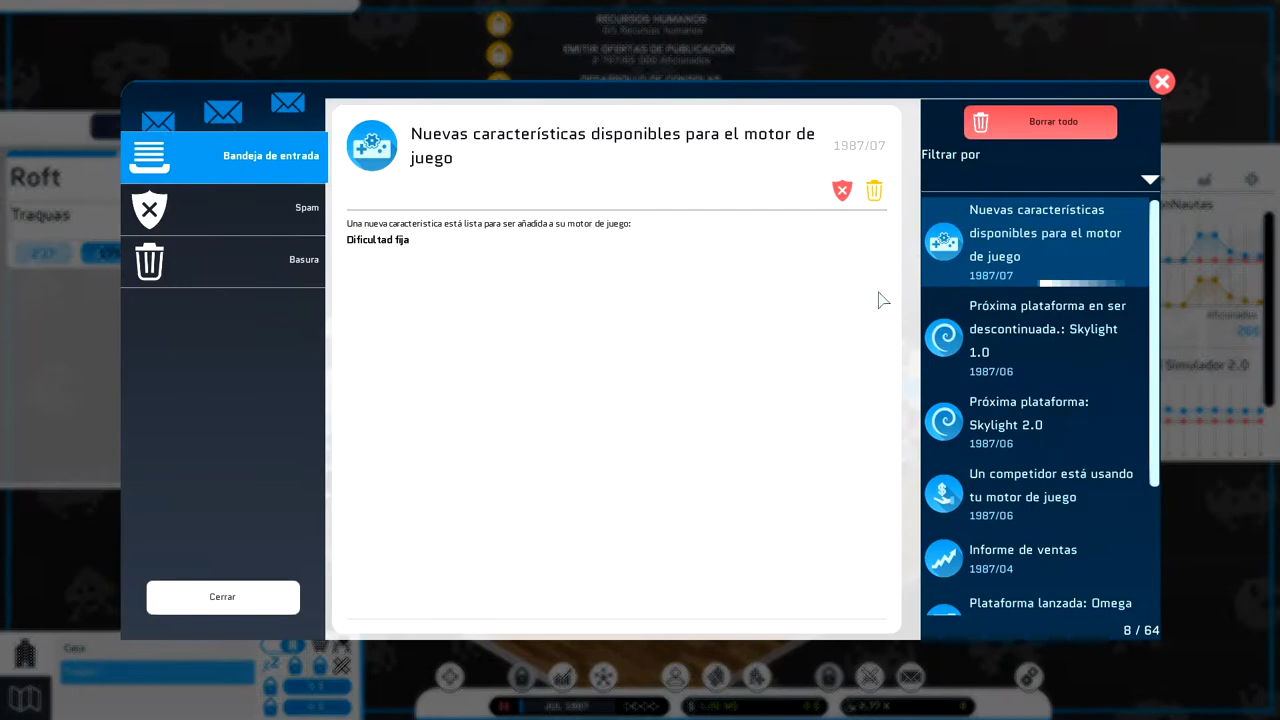 RECURSOS HUMANOS
Roft
Traquas
Bandeja de entrada
Spam
Basura
Cerrar
Nuevas características disponibles para el motor de
juego
1987/07
Una nueva característica está lista para ser añadida a su motor de juego:
Dificultad fija
Borrar todo
Filtrar por
Nuevas características
disponibles para el motor
de juego
1987/07
Próxima plataforma en ser
descontinuada.: Skylight
1.0
1987/06
Próxima plataforma:
Skylight 2.0
1987/06
Un competidor está usando
tu motor de juego
1987/06
Informe de ventas
1987/04
Plataforma lanzada: Omega
8 / 64
Aficionados
Simulador 2.0